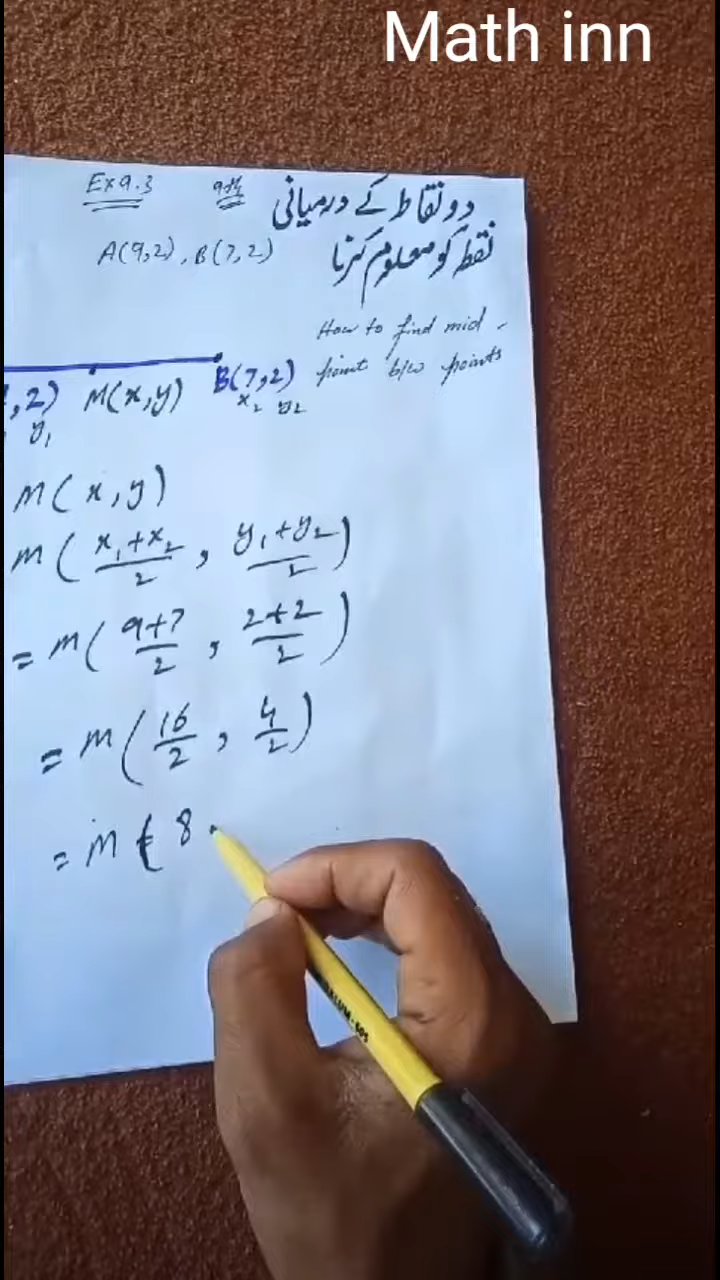 Math inn
Ex 9.3 9th
دو نقاط کے درمیانی
نقطہ کو معلوم کرنا
A(9,2), B(7,2)
How to find mid-
point b/w points
,2) M(x,y) B(7,2)
y₁ x₂ y₂
M(x,y)
M(x₁+x₂/2, y₁+y₂/2)
= M(9+7/2, 2+2/2)
= M(16/2, 4/2)
= M(8